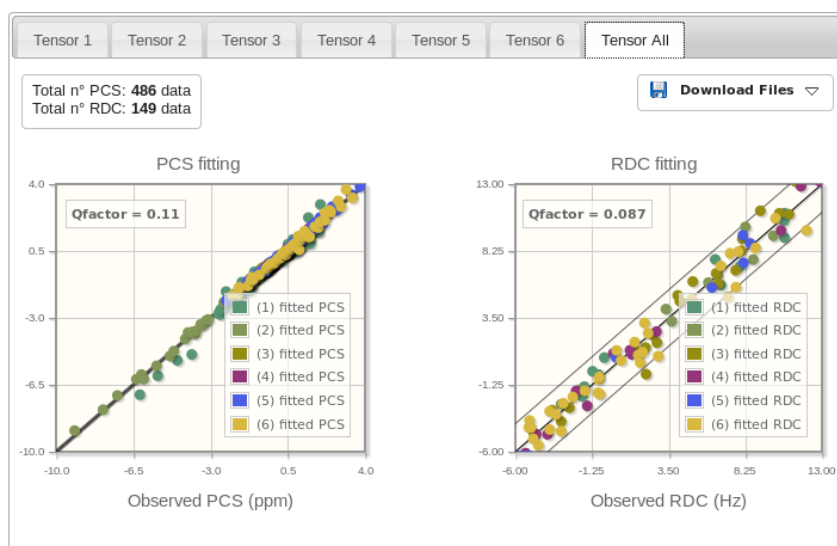 Tensor 1 Tensor 2 Tensor 3 Tensor 4 Tensor 5 Tensor 6 Tensor All
Total n° PCS: 486 data
Total n° RDC: 149 data
Download Files
PCS fitting
4.0
0.5
-3.0
-6.5
-10.0
Qfactor = 0.11
(1) fitted PCS
(2) fitted PCS
(3) fitted PCS
(4) fitted PCS
(5) fitted PCS
(6) fitted PCS
-10.0 -6.5 -3.0 0.5 4.0
Observed PCS (ppm)
RDC fitting
13.00
8.25
3.50
-1.25
-6.00
Qfactor = 0.087
(1) fitted RDC
(2) fitted RDC
(3) fitted RDC
(4) fitted RDC
(5) fitted RDC
(6) fitted RDC
-6.00 -1.25 3.50 8.25 13.00
Observed RDC (Hz)